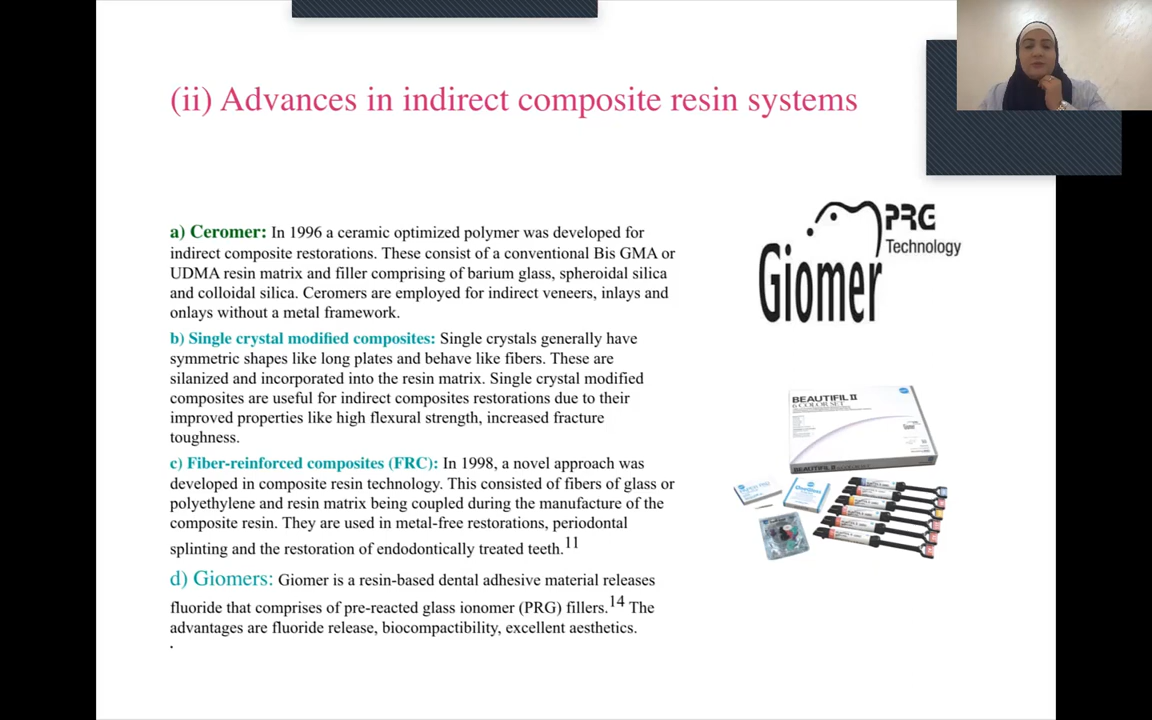 (ii) Advances in indirect composite resin systems
a) Ceromer: In 1996 a ceramic optimized polymer was developed for
indirect composite restorations. These consist of a conventional Bis GMA or
UDMA resin matrix and filler comprising of barium glass, spheroidal silica
and colloidal silica. Ceromers are employed for indirect veneers, inlays and
onlays without a metal framework.
b) Single crystal modified composites: Single crystals generally have
symmetric shapes like long plates and behave like fibers. These are
silanized and incorporated into the resin matrix. Single crystal modified
composites are useful for indirect composites restorations due to their
improved properties like high flexural strength, increased fracture
toughness.
c) Fiber-reinforced composites (FRC): In 1998, a novel approach was
developed in composite resin technology. This consisted of fibers of glass or
polyethylene and resin matrix being coupled during the manufacture of the
composite resin. They are used in metal-free restorations, periodontal
splinting and the restoration of endodontically treated teeth.11
d) Giomers: Giomer is a resin-based dental adhesive material releases
fluoride that comprises of pre-reacted glass ionomer (PRG) fillers.14 The
advantages are fluoride release, biocompactibility, excellent aesthetics.
.
PRG
Technology
Giomer
BEAUTIFIL II
6 COLOR SET
BEAUTIFIL II